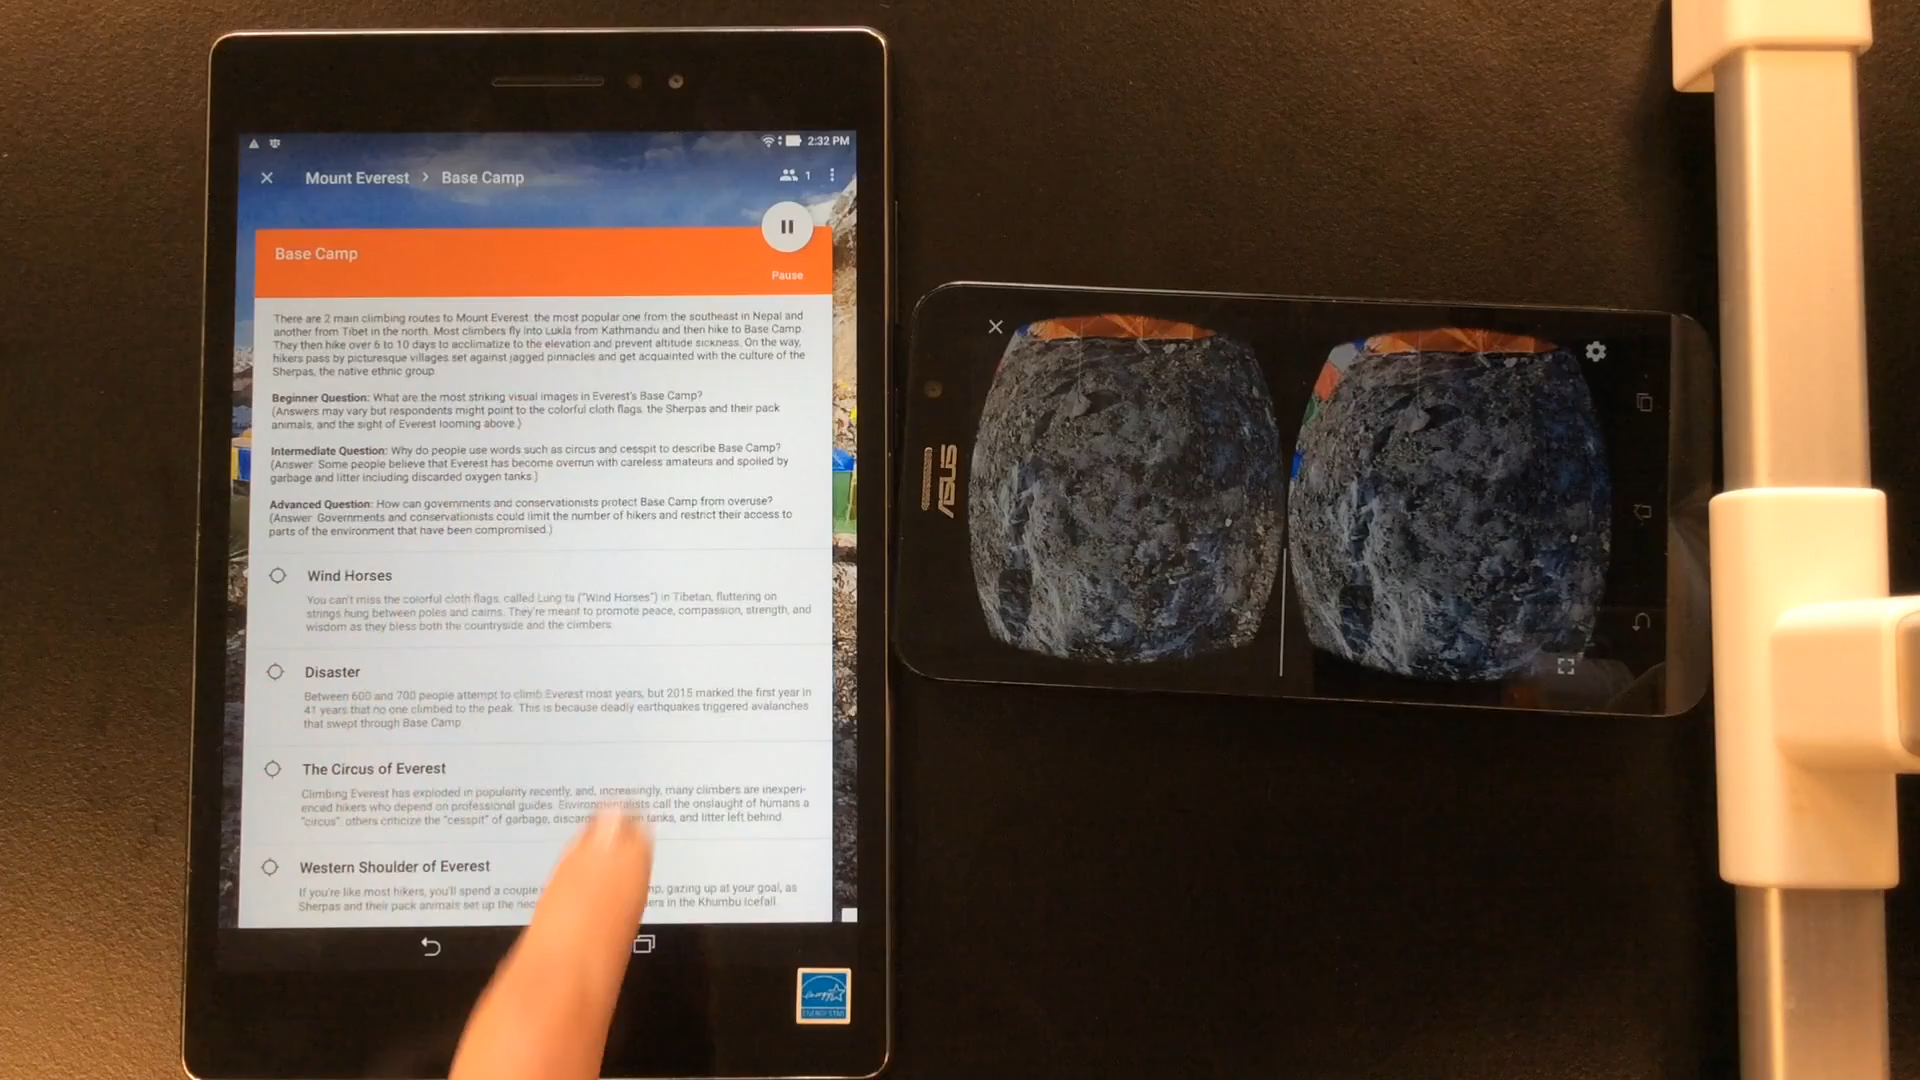 2:32 PM
Mount Everest > Base Camp
1
Base Camp
Pause
There are 2 main climbing routes to Mount Everest: the most popular one from the southeast in Nepal and
another from Tibet in the north. Most climbers fly into Lukla from Kathmandu and then hike to Base Camp.
They then hike over 6 to 10 days to acclimatize to the elevation and prevent altitude sickness. On the way,
hikers pass by picturesque villages set against jagged pinnacles and get acquainted with the culture of the
Sherpas, the native ethnic group.
Beginner Question: What are the most striking visual images in Everest's Base Camp?
(Answers may vary but respondents might point to the colorful cloth flags, the Sherpas and their pack
animals, and the sight of Everest looming above.)
Intermediate Question: Why do people use words such as circus and cesspit to describe Base Camp?
(Answer: Some people believe that Everest has become overrun with careless amateurs and spoiled by
garbage and litter including discarded oxygen tanks.)
Advanced Question: How can governments and conservationists protect Base Camp from overuse?
(Answer: Governments and conservationists could limit the number of hikers and restrict their access to
parts of the environment that have been compromised.)
Wind Horses
You can't miss the colorful cloth flags, called Lung ta ("Wind Horses") in Tibetan, fluttering on
strings hung between poles and cairns. They're meant to promote peace, compassion, strength, and
wisdom as they bless both the countryside and the climbers.
Disaster
Between 600 and 700 people attempt to climb Everest most years, but 2015 marked the first year in
41 years that no one climbed to the peak. This is because deadly earthquakes triggered avalanches
that swept through Base Camp.
The Circus of Everest
Climbing Everest has exploded in popularity recently, and, increasingly, many climbers are inexperi-
enced hikers who depend on professional guides. Environmentalists call the onslaught of humans a
"circus"; others criticize the "cesspit" of garbage, tanks, and litter left behind.
Western Shoulder of Everest
If you're like most hikers, you'll spend a couple gazing up at your goal, as
Sherpas and their pack animals set up the in the Khumbu Icefall.
ENERGY STAR
ASUS